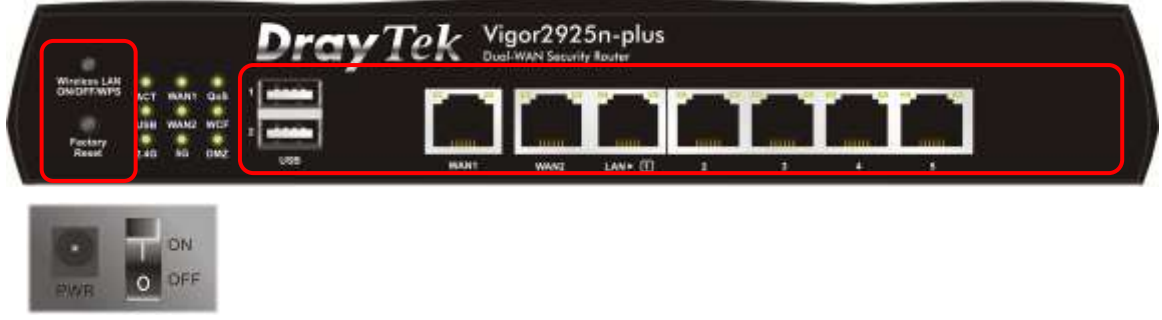 DrayTek
Vigor2925n-plus
Dual-WAN Security Router
Wireless LAN
ON/OFF/WPS
Factory
Reset
ACT WAN1 QoS
USB WAN2 WCF
2.4G 5G DMZ
1
2
USB
WAN1 WAN2 LAN 1 2 3 4 5
PWR
ON
OFF